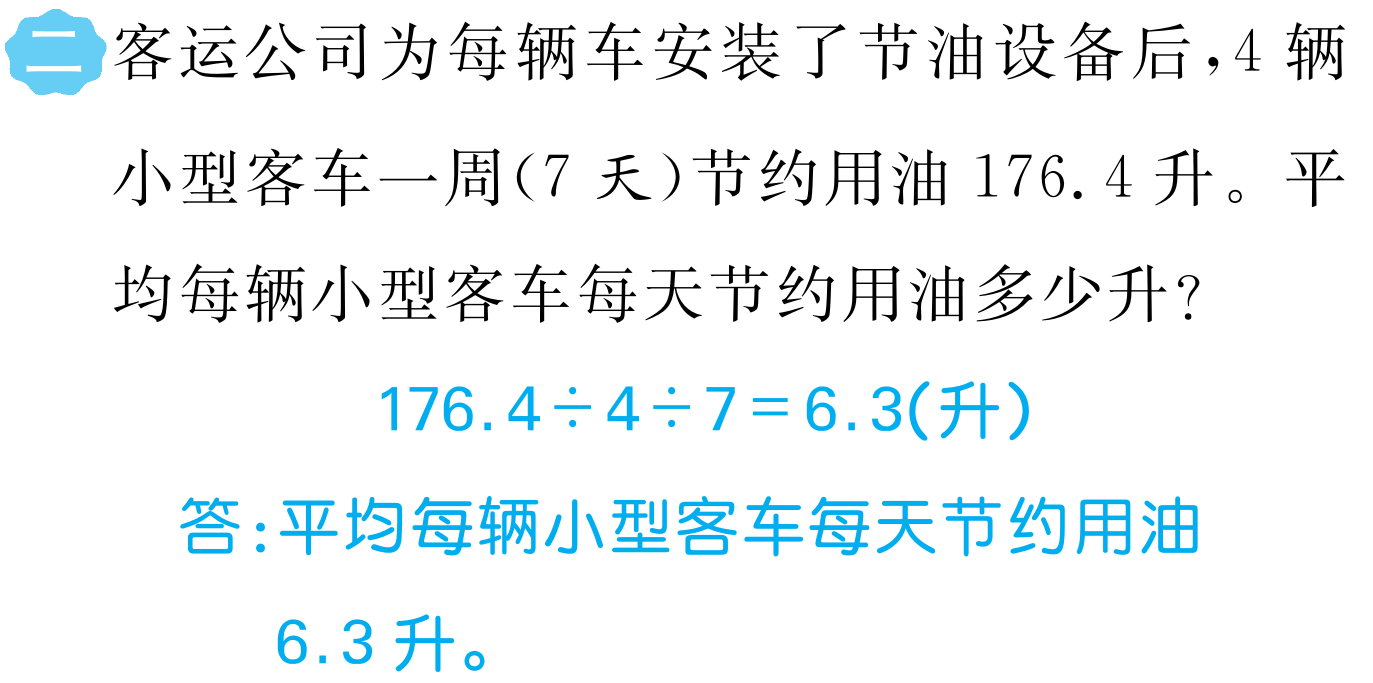 二 客运公司为每辆车安装了节油设备后,4 辆
小型客车一周(7 天)节约用油 176.4 升。平
均每辆小型客车每天节约用油多少升?
176.4÷4÷7=6.3(升)
答:平均每辆小型客车每天节约用油
6.3 升。